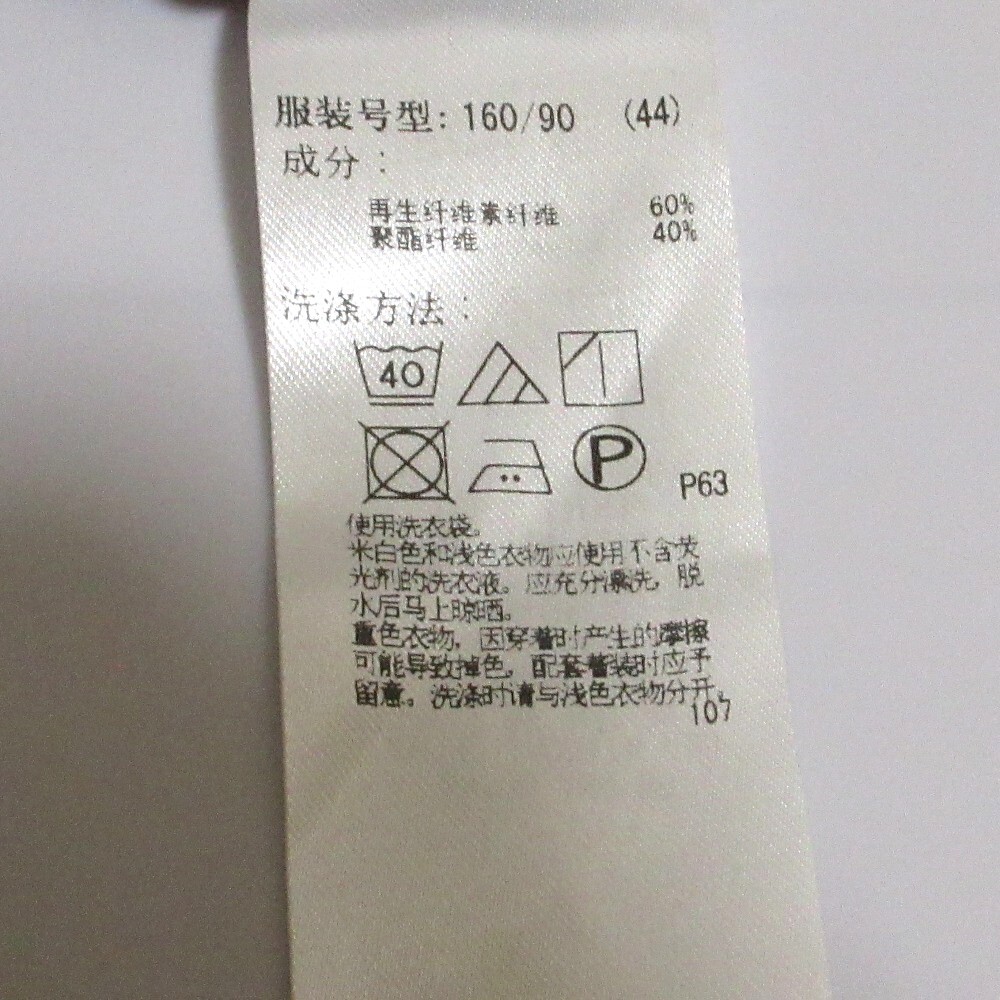 服装号型: 160/90 (44)
成分:
再生纤维素纤维 60%
聚酯纤维 40%
洗涤方法:
40
P
P63
使用洗衣袋。
米白色和浅色衣物应使用不含荧
光剂的洗衣液。应充分漂洗, 脱
水后马上晾晒。
重色衣物, 因穿着时产生的摩擦
可能导致掉色, 配套着装时应予
留意。洗涤时请与浅色衣物分开。
107